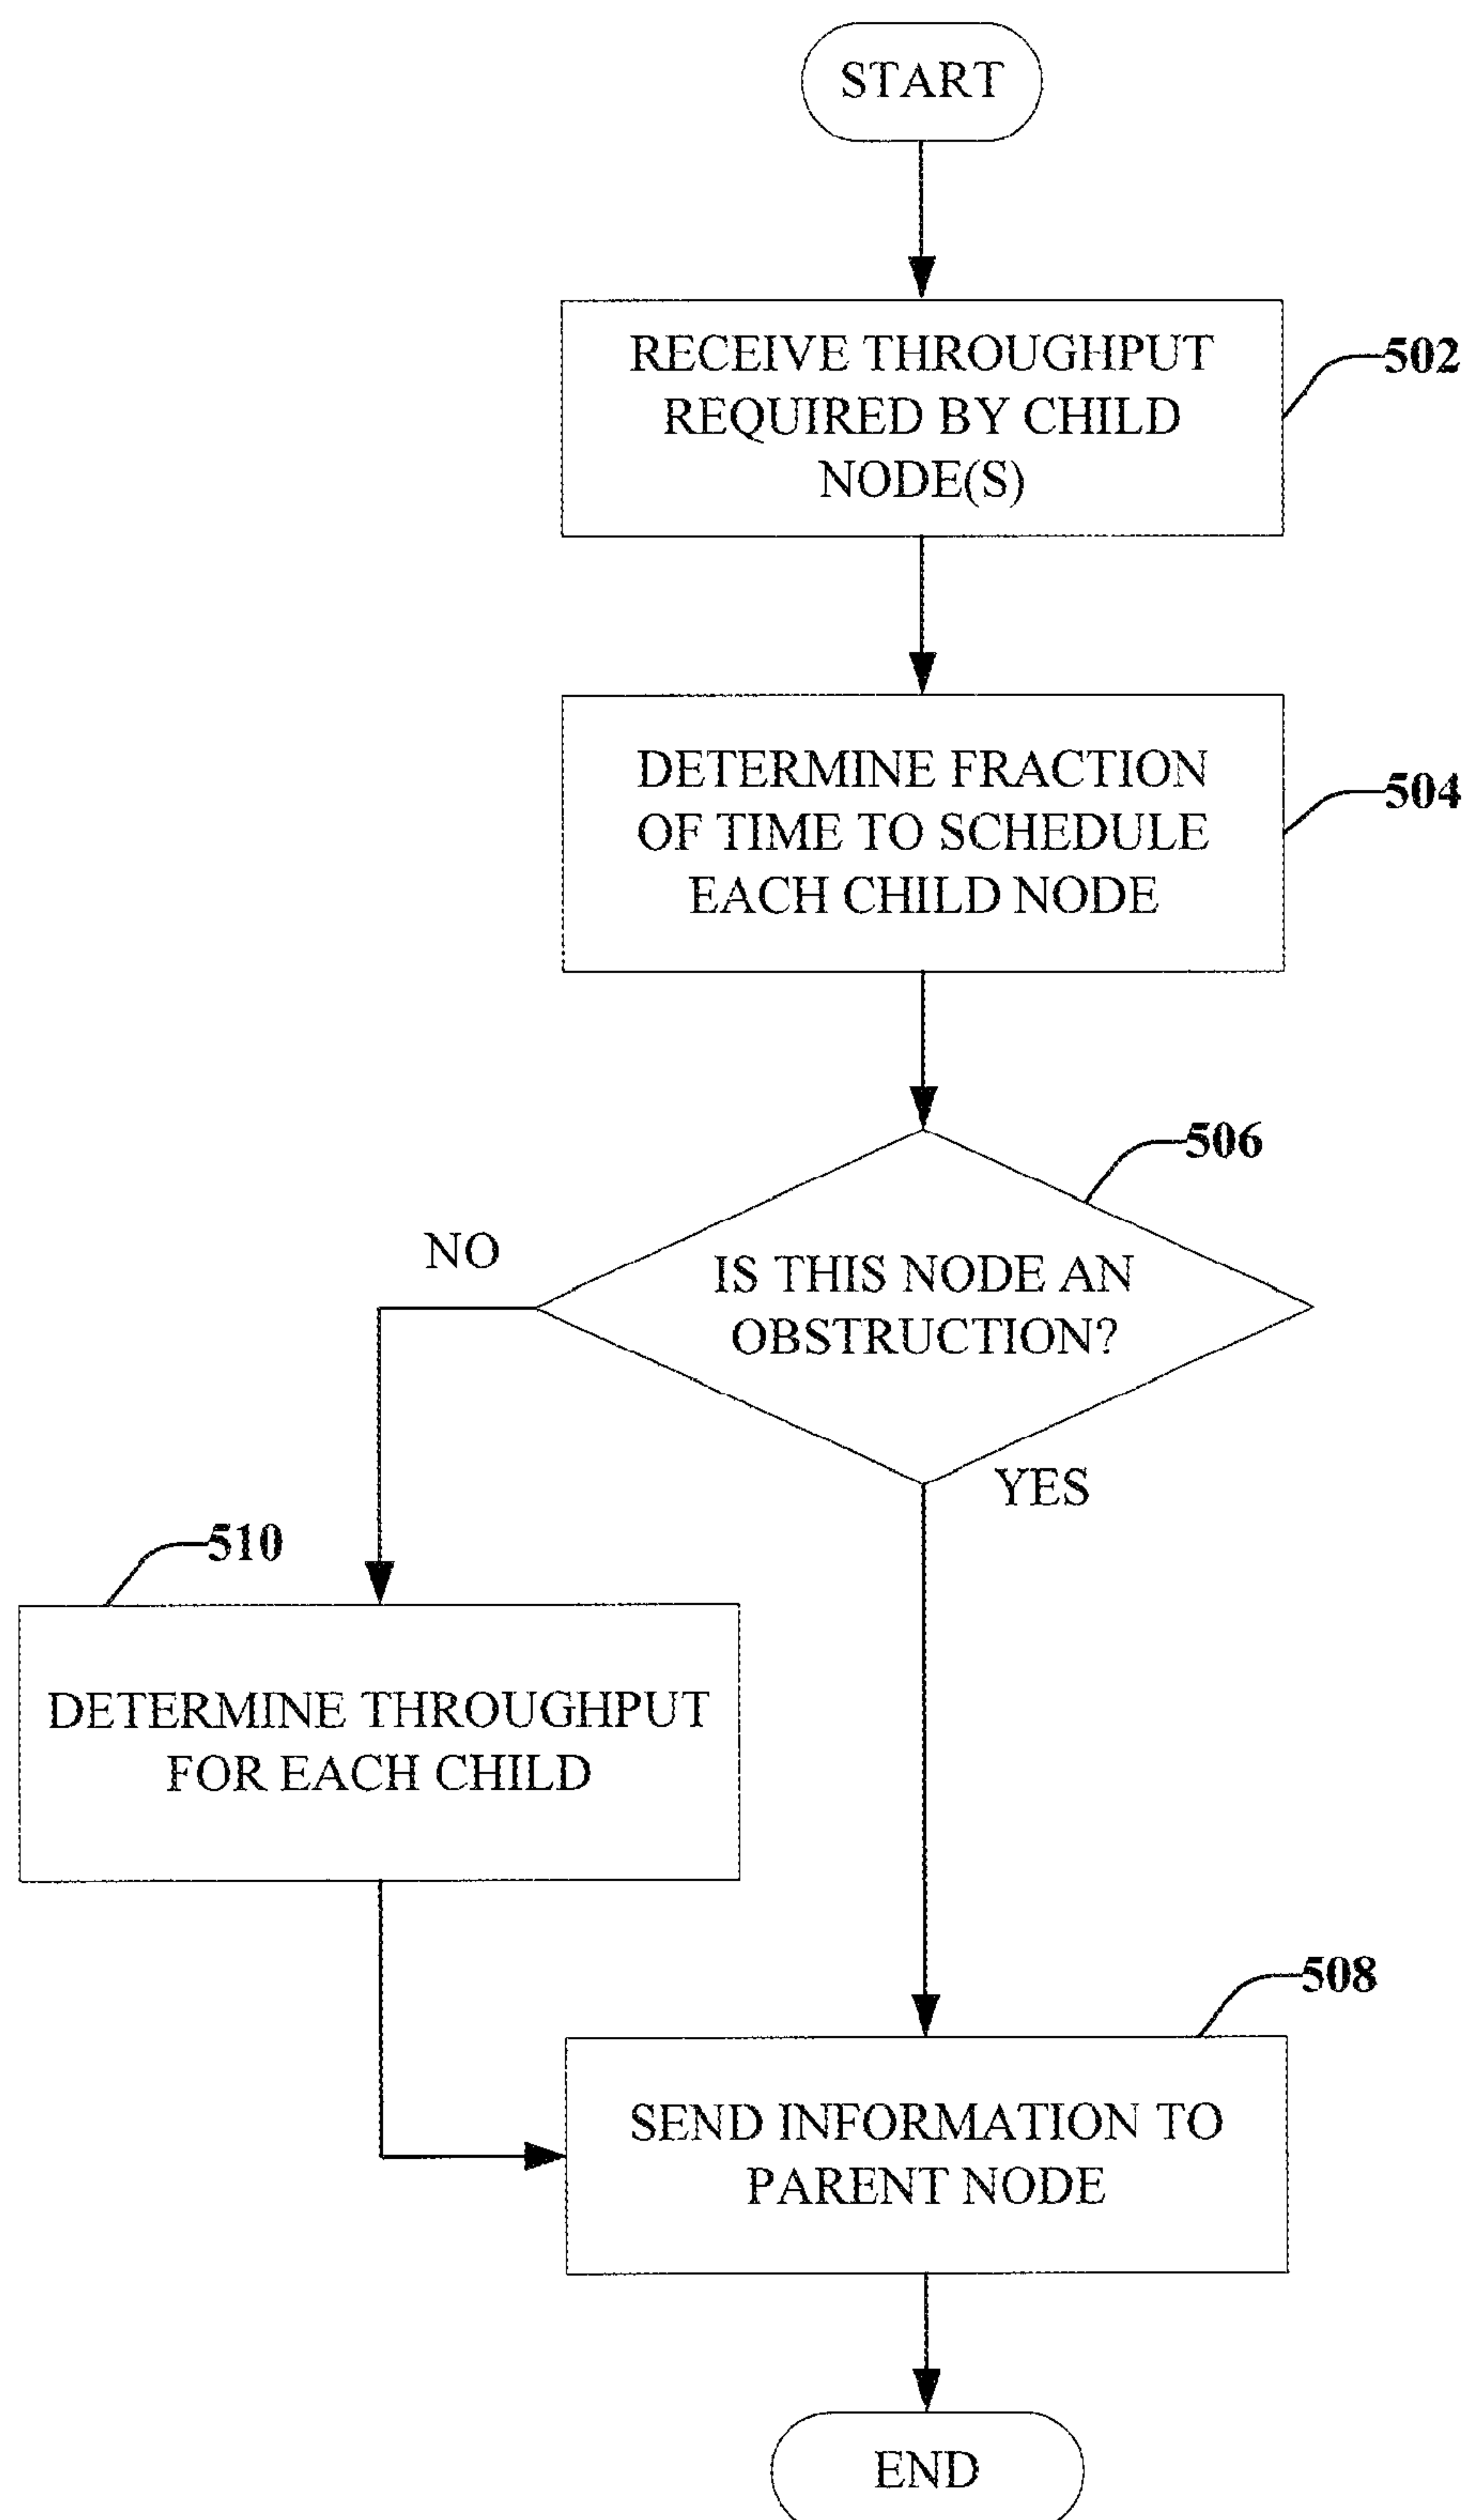 START
RECEIVE THROUGHPUT
REQUIRED BY CHILD
NODE(S)
502
DETERMINE FRACTION
OF TIME TO SCHEDULE
EACH CHILD NODE
504
506
NO
IS THIS NODE AN
OBSTRUCTION?
YES
510
DETERMINE THROUGHPUT
FOR EACH CHILD
508
SEND INFORMATION TO
PARENT NODE
END